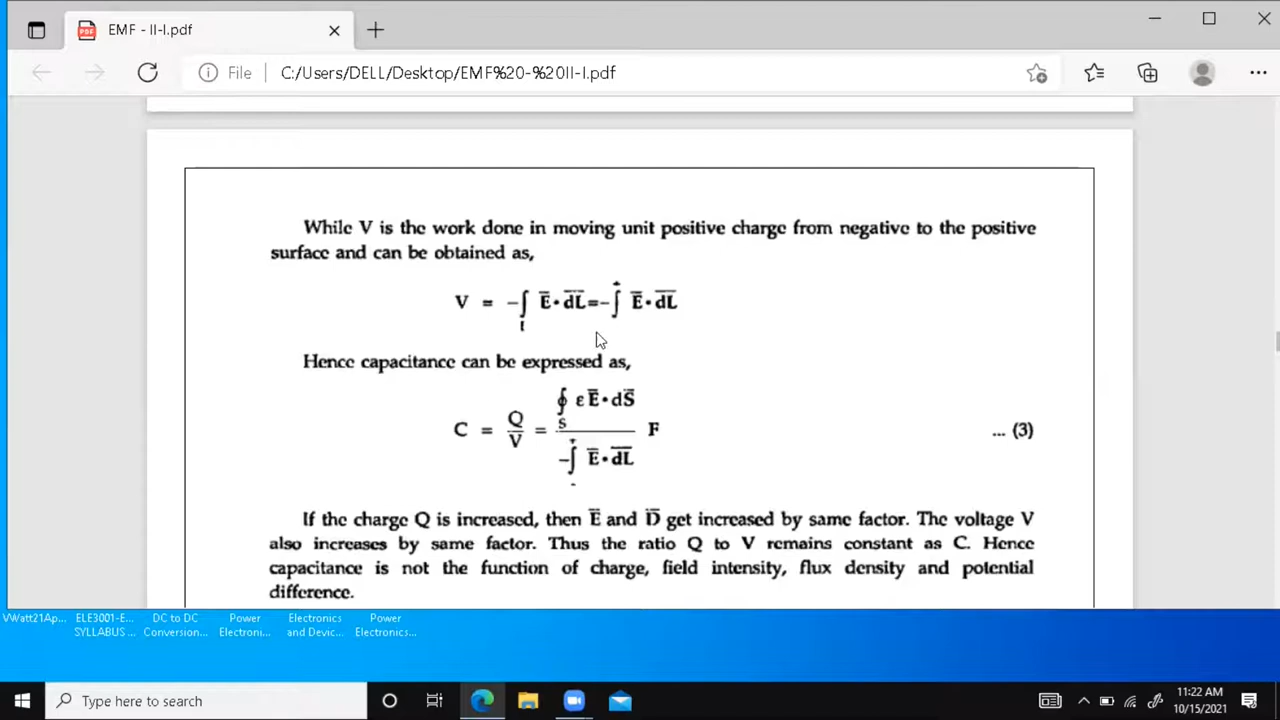 EMF - II-I.pdf
File C:/Users/DELL/Desktop/EMF%20-%20II-I.pdf
While V is the work done in moving unit positive charge from negative to the positive
surface and can be obtained as,
V = -∫ Ē • dL̄ = -∫ Ē • dL̄
l
+
Hence capacitance can be expressed as,
C = Q/V = ∮S ε Ē • dS̄ / -∫ Ē • dL̄ F ... (3)
If the charge Q is increased, then Ē and D̄ get increased by same factor. The voltage V
also increases by same factor. Thus the ratio Q to V remains constant as C. Hence
capacitance is not the function of charge, field intensity, flux density and potential
difference.
VWatt21Ap... ELE3001-E... DC to DC Power Electronics Power
SYLLABUS ... Conversion... Electroni... and Devic... Electronics...
Type here to search
11:22 AM
10/15/2021